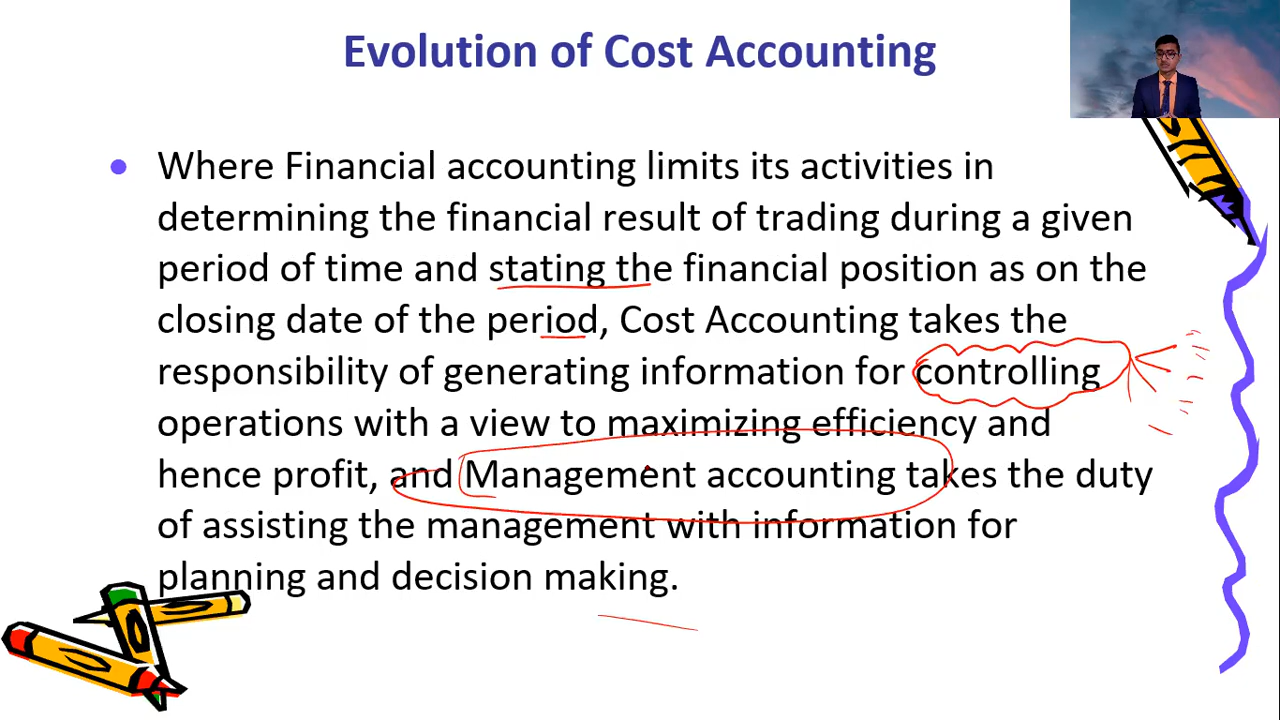 Evolution of Cost Accounting
Where Financial accounting limits its activities in
determining the financial result of trading during a given
period of time and stating the financial position as on the
closing date of the period, Cost Accounting takes the
responsibility of generating information for controlling
operations with a view to maximizing efficiency and
hence profit, and Management accounting takes the duty
of assisting the management with information for
planning and decision making.